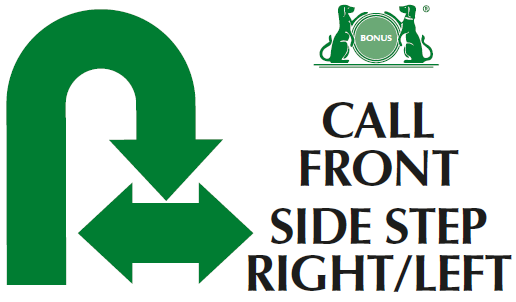 BONUS
®
CALL
FRONT
SIDE STEP
RIGHT/LEFT